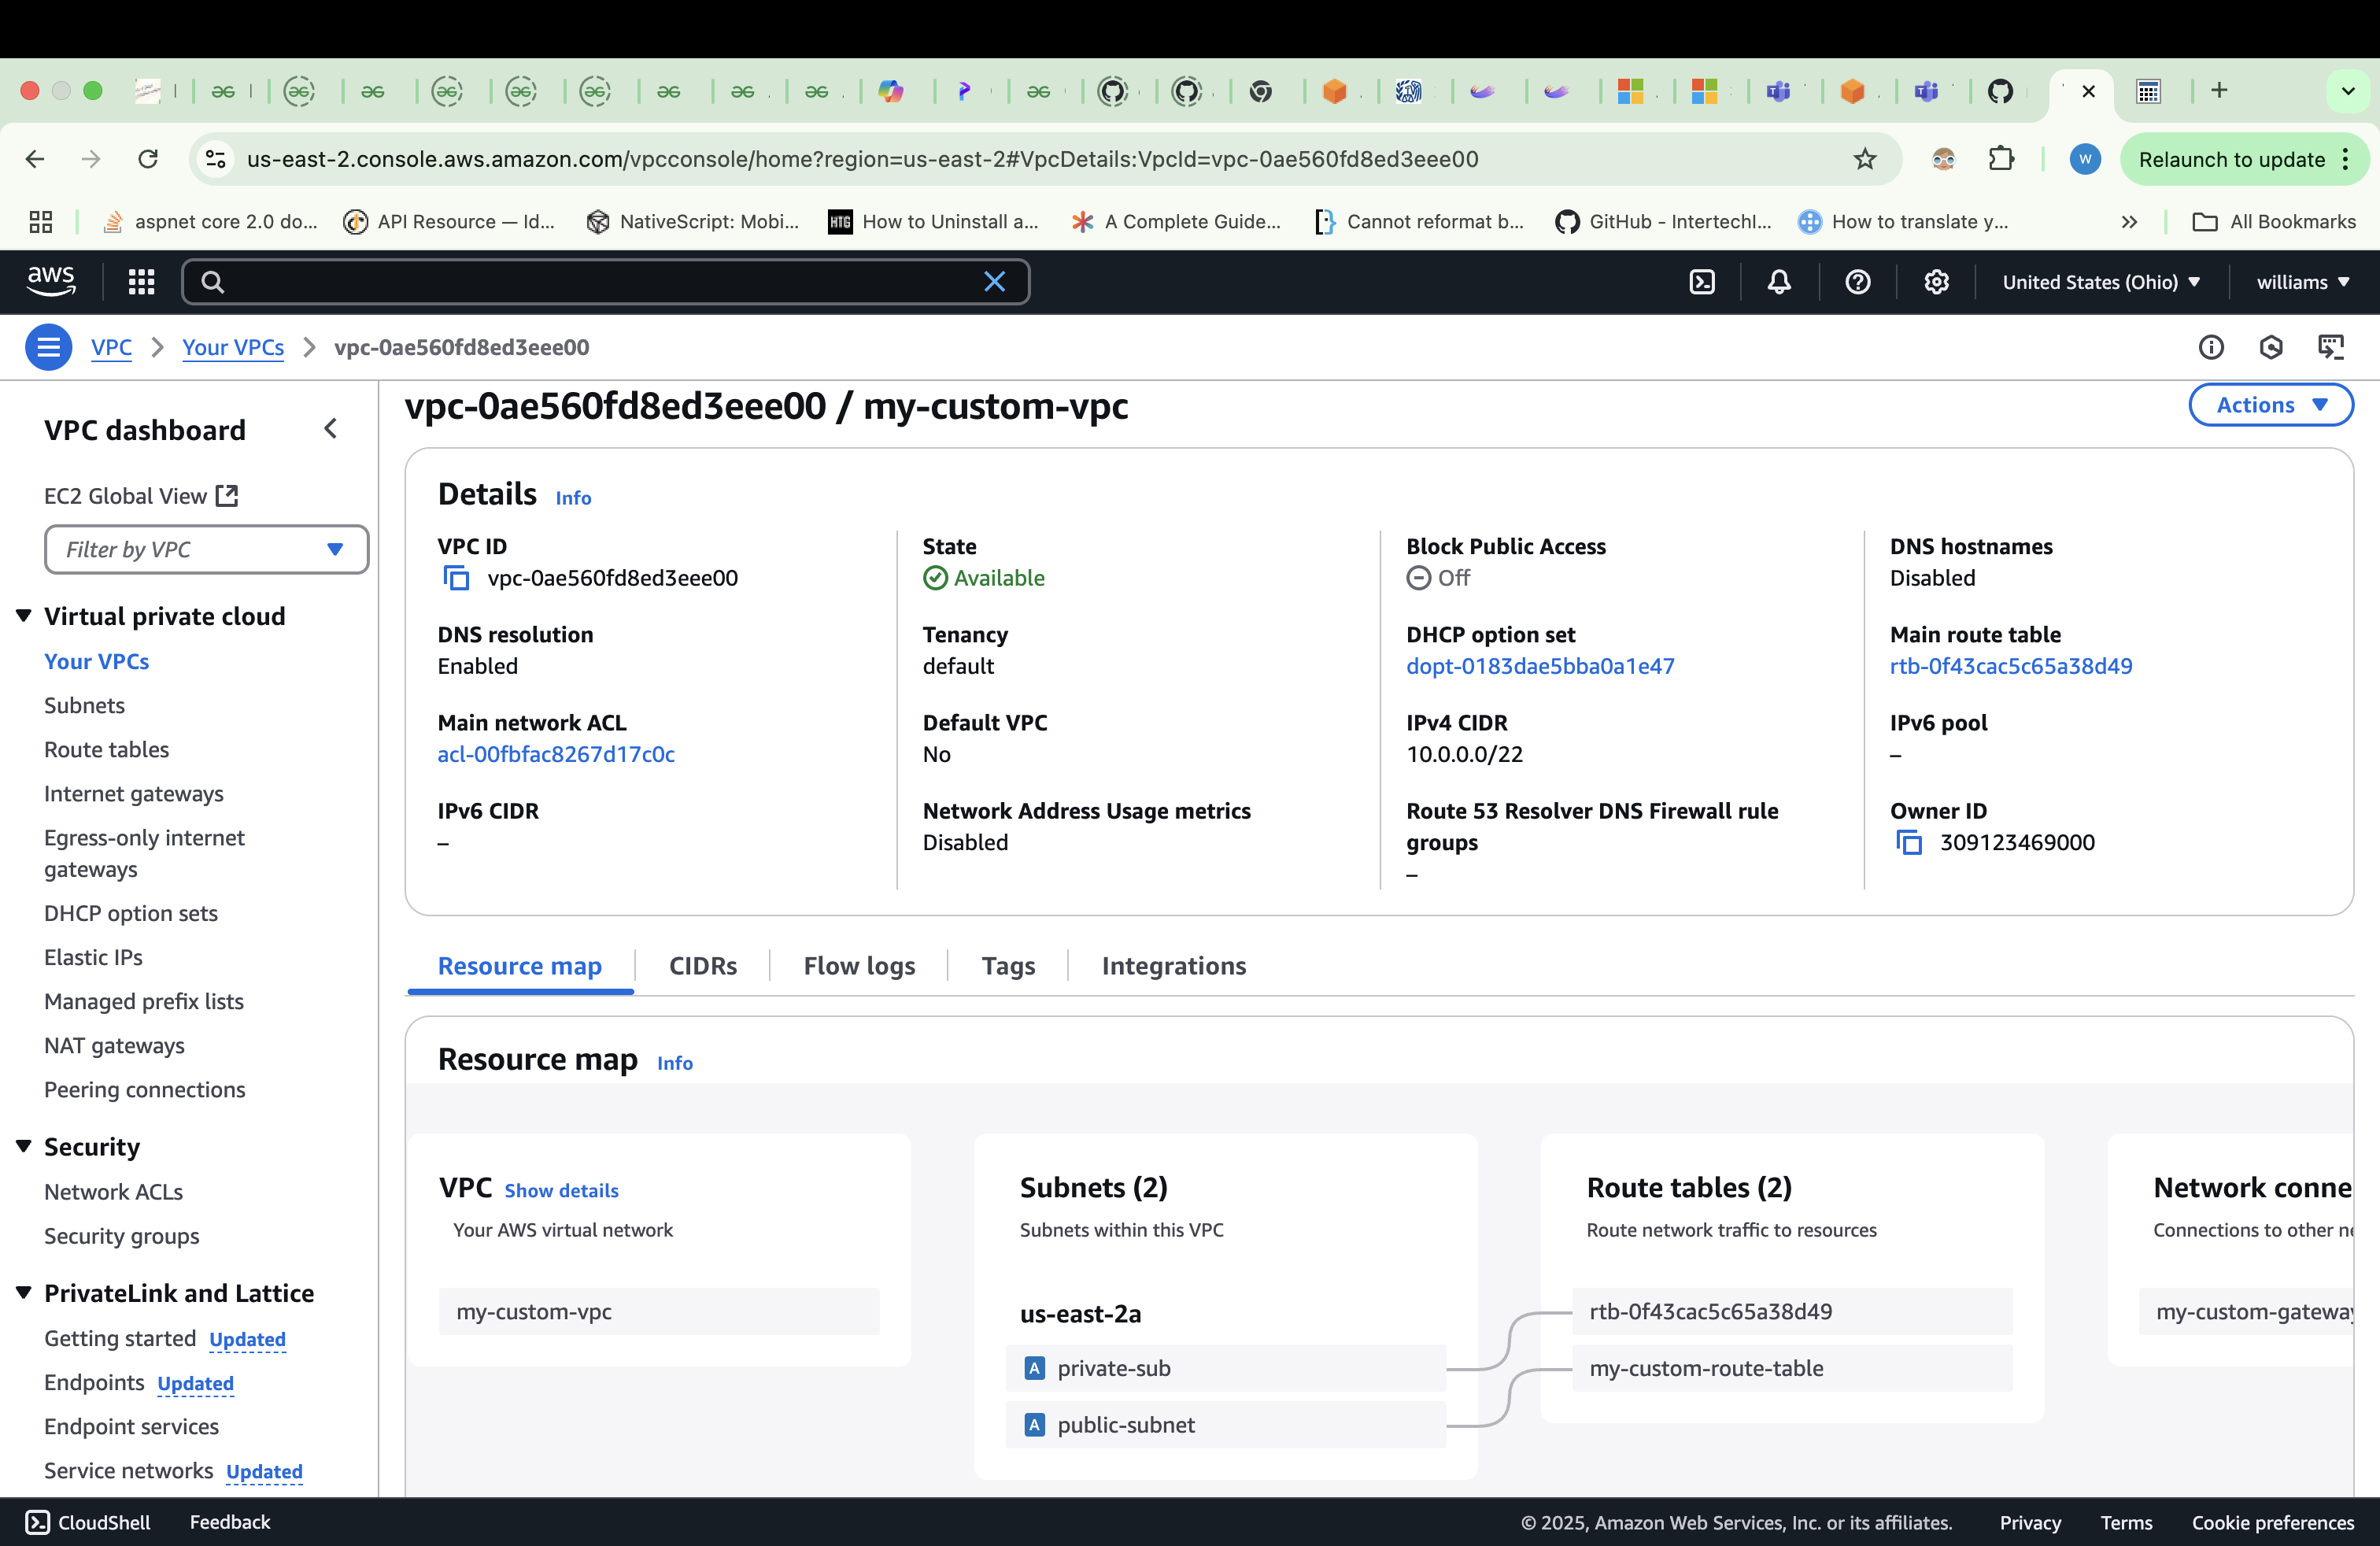 us-east-2.console.aws.amazon.com/vpcconsole/home?region=us-east-2#VpcDetails:VpcId=vpc-0ae560fd8ed3eee00
W
Relaunch to update
aspnet core 2.0 do...
API Resource — Id...
NativeScript: Mobi...
HTG
How to Uninstall a...
A Complete Guide...
Cannot reformat b...
GitHub - Intertechl...
How to translate y...
All Bookmarks
aws
United States (Ohio)
williams
VPC
Your VPCs
vpc-0ae560fd8ed3eee00
VPC dashboard
EC2 Global View
Filter by VPC
Virtual private cloud
Your VPCs
Subnets
Route tables
Internet gateways
Egress-only internet
gateways
DHCP option sets
Elastic IPs
Managed prefix lists
NAT gateways
Peering connections
Security
Network ACLs
Security groups
PrivateLink and Lattice
Getting started Updated
Endpoints Updated
Endpoint services
Service networks Updated
vpc-0ae560fd8ed3eee00 / my-custom-vpc
Actions
Details Info
VPC ID
vpc-0ae560fd8ed3eee00
State
Available
Block Public Access
Off
DNS hostnames
Disabled
DNS resolution
Enabled
Tenancy
default
DHCP option set
dopt-0183dae5bba0a1e47
Main route table
rtb-0f43cac5c65a38d49
Main network ACL
acl-00fbfac8267d17c0c
Default VPC
No
IPv4 CIDR
10.0.0.0/22
IPv6 pool
–
IPv6 CIDR
–
Network Address Usage metrics
Disabled
Route 53 Resolver DNS Firewall rule
groups
–
Owner ID
309123469000
Resource map
CIDRs
Flow logs
Tags
Integrations
Resource map Info
VPC Show details
Your AWS virtual network
my-custom-vpc
Subnets (2)
Subnets within this VPC
us-east-2a
A private-sub
A public-subnet
Route tables (2)
Route network traffic to resources
rtb-0f43cac5c65a38d49
my-custom-route-table
Network conne
Connections to other ne
my-custom-gateway
CloudShell
Feedback
© 2025, Amazon Web Services, Inc. or its affiliates.
Privacy
Terms
Cookie preferences